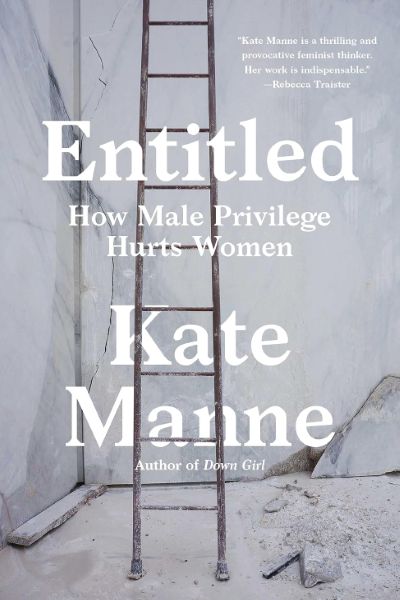 "Kate Manne is a thrilling and
provocative feminist thinker.
Her work is indispensable."
—Rebecca Traister
Entitled
How Male Privilege
Hurts Women
Kate
Manne
Author of Down Girl